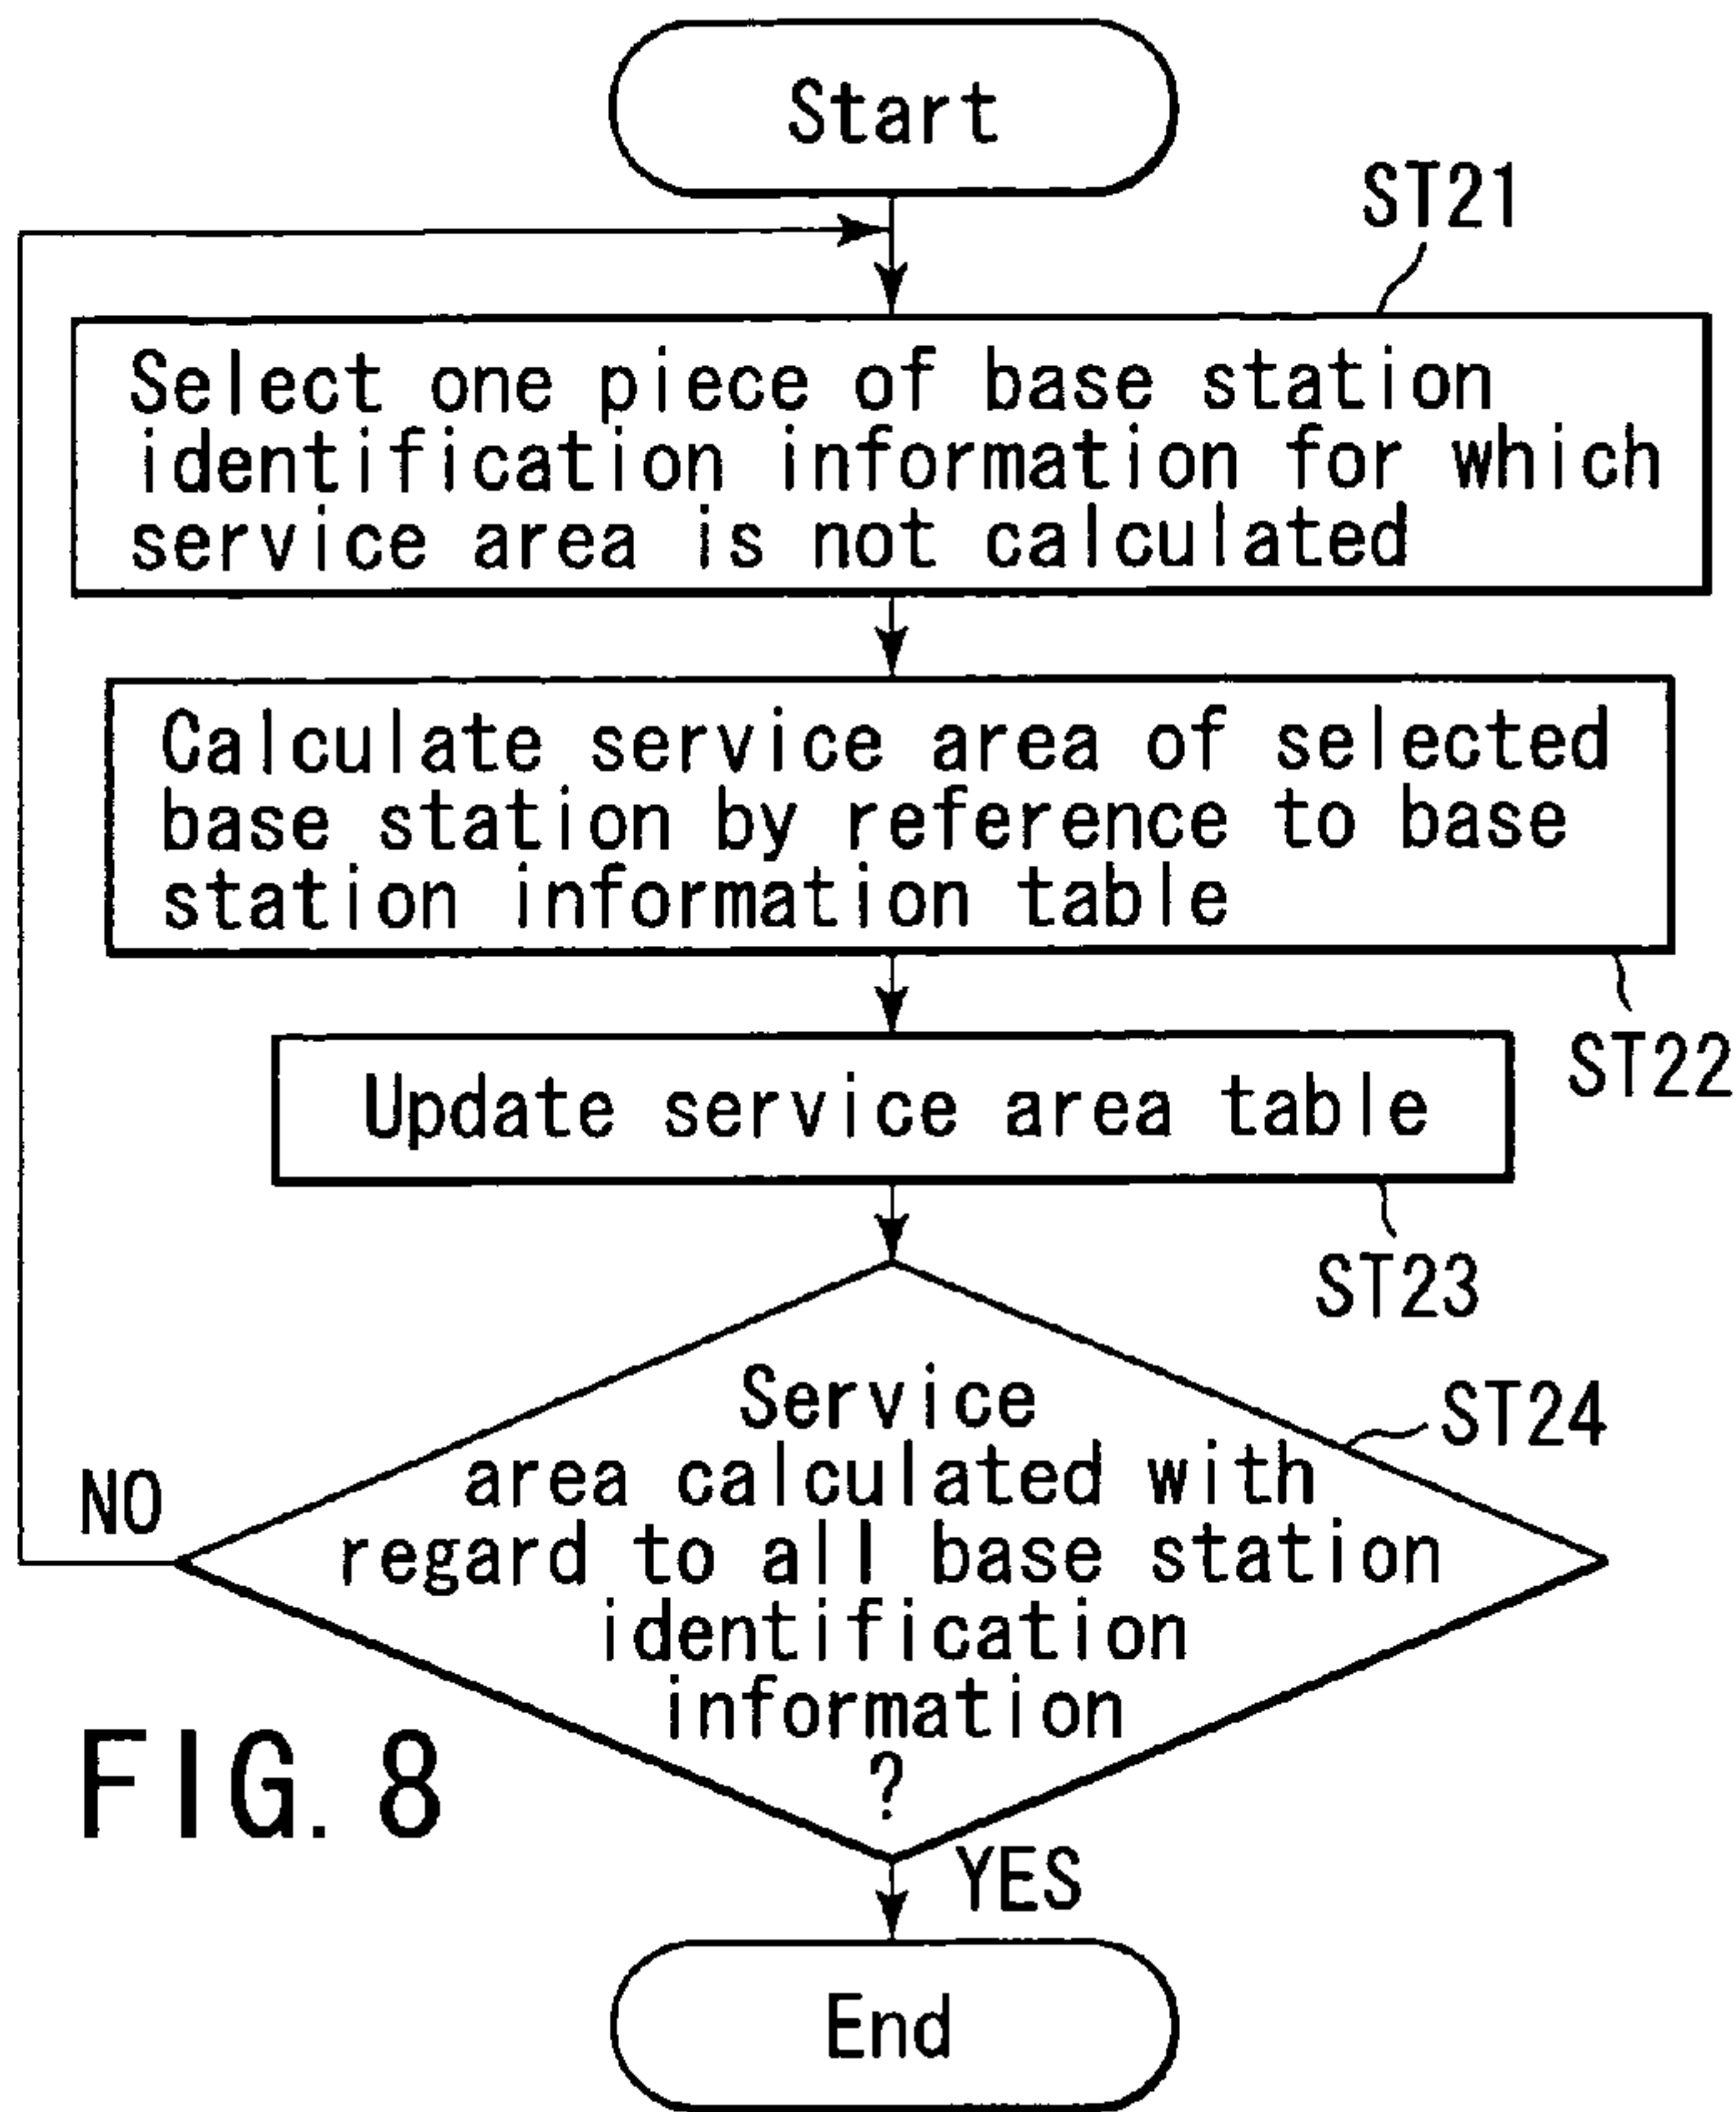 Start
ST21
Select one piece of base station
identification information for which
service area is not calculated
Calculate service area of selected
base station by reference to base
station information table
ST22
Update service area table
ST23
Service
area calculated with
regard to all base station
identification
information
?
ST24
NO
YES
FIG. 8
End